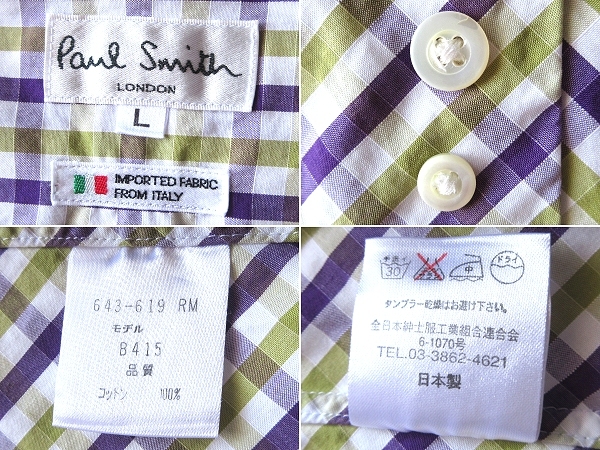 Paul Smith
LONDON
L
IMPORTED FABRIC
FROM ITALY
643-619 RM
モデル
B415
品質
コットン 100%
手洗イ
30
中
ドライ
タンブラー乾燥はお避け下さい。
全日本紳士服工業組合連合会
6-1070号
TEL.03-3862-4621
日本製